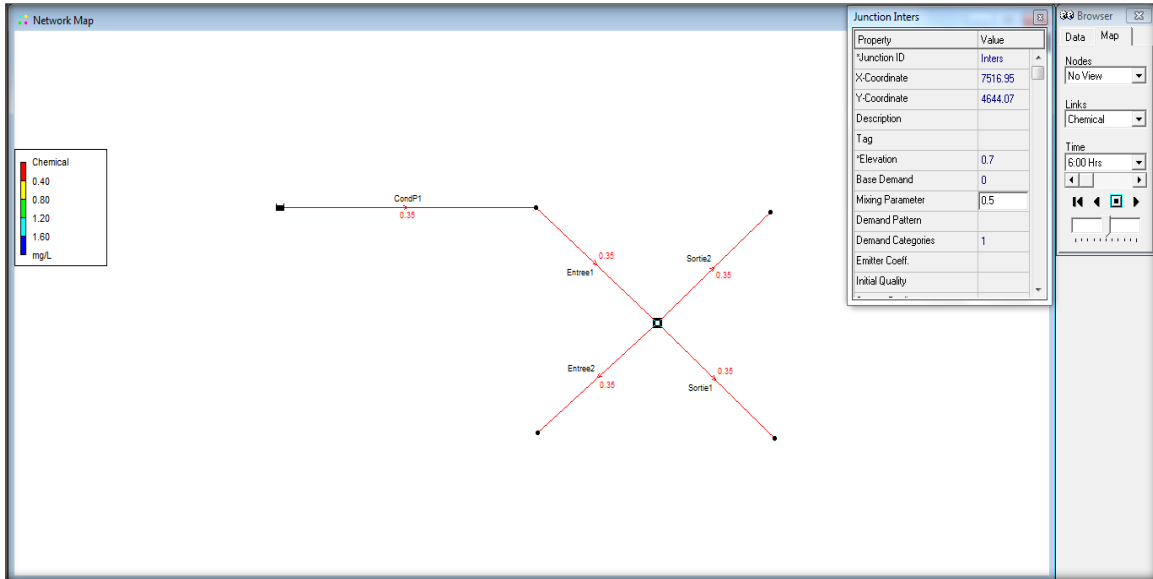 Network Map
Chemical
0.40
0.80
1.20
1.60
mg/L
CondP1
0.35
0.35
Entree1
Sortie2
0.35
Entree2
0.35
0.35
Sortie1
Junction Inters
Property Value
*Junction ID Inters
X-Coordinate 7516.95
Y-Coordinate 4644.07
Description
Tag
*Elevation 0.7
Base Demand 0
Mixing Parameter 0.5
Demand Pattern
Demand Categories 1
Emitter Coeff.
Initial Quality
Browser
Data Map
Nodes
No View
Links
Chemical
Time
6:00 Hrs